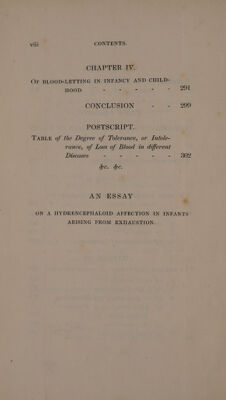 viii CONTENTS.
CHAPTER IV.
Of BLOOD-LETTING IN INFANCY AND CHILD-
HOOD - - - - - 291
CONCLUSION - - 299
POSTSCRIPT.
TABLE of the Degree of Tolerance, or Intole-
rance, of Loss of Blood in different
Diseases - - - - - 302
&c. &c.
AN ESSAY
ON A HYDRENCEPHALOID AFFECTION IN INFANTS
ARISING FROM EXHAUSTION.